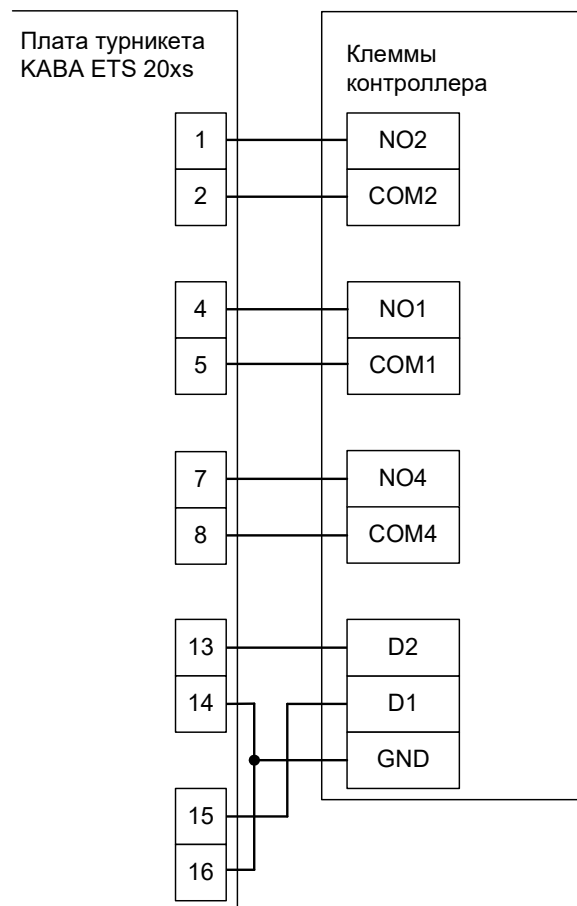 Плата турникета
KABA ETS 20xs
Клеммы
контроллера
1
NO2
2
COM2
4
NO1
5
COM1
7
NO4
8
COM4
13
D2
14
D1
GND
15
16